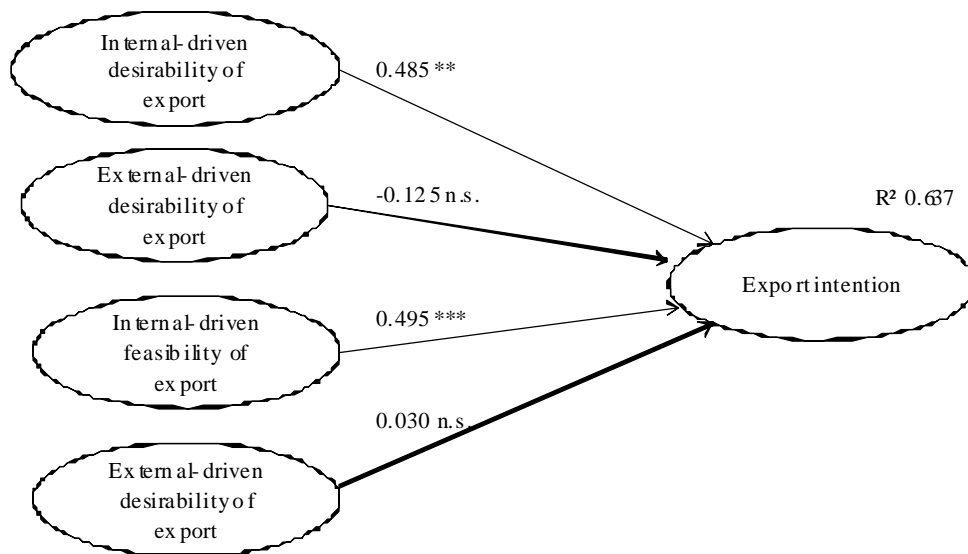 Internal-driven
desirability of
export
0.485 **
External-driven
desirability of
export
-0.125 n.s.
R² 0.637
Export intention
Internal-driven
feasibility of
export
0.495 ***
0.030 n.s.
External-driven
desirability of
export